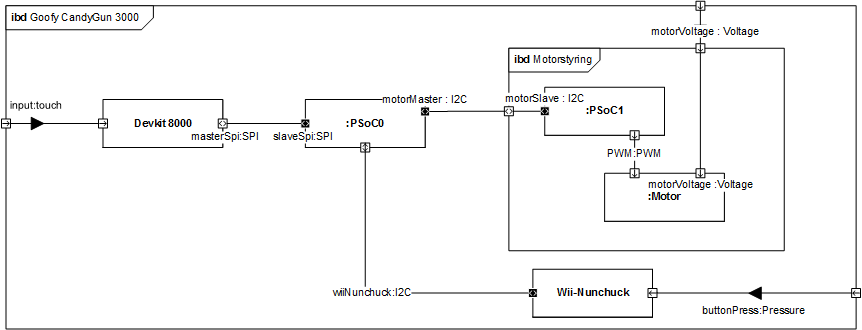 ibd Goofy CandyGun 3000
motorVoltage : Voltage
ibd Motorstyring
input:touch
motorMaster : I2C
motorSlave : I2C
Devkit 8000
:PSoC0
:PSoC1
masterSpi:SPI
slaveSpi:SPI
PWM:PWM
motorVoltage :Voltage
:Motor
wiiNunchuck:I2C
Wii-Nunchuck
buttonPress:Pressure